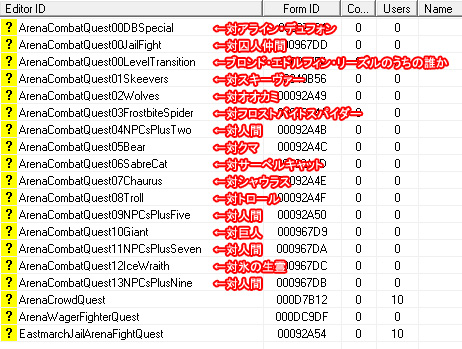 Editor ID Form ID Co... Users Name
? ArenaCombatQuest00DBSpecial ←対アライン・デュフォン 0 0
? ArenaCombatQuest00JailFight ←対囚人仲間 000967DD 0 0
? ArenaCombatQuest00LevelTransition ←ブロンド・エドルフィン・リーズルのうちの誰か 0
? ArenaCombatQuest01Skeevers ←対スキーヴァー 0 0
? ArenaCombatQuest02Wolves ←対オオカミ 00092A49 0 0
? ArenaCombatQuest03FrostbiteSpider ←対フロストバイトスパイダー 0 0
? ArenaCombatQuest04NPCsPlusTwo ←対人間 00092A4B 0 0
? ArenaCombatQuest05Bear ←対クマ 00092A4C 0 0
? ArenaCombatQuest06SabreCat ←対サーベルキャット 0 0
? ArenaCombatQuest07Chaurus ←対シャウラス 00092A4E 0 0
? ArenaCombatQuest08Troll ←対トロール 00092A4F 0 0
? ArenaCombatQuest09NPCsPlusFive ←対人間 00092A50 0 0
? ArenaCombatQuest10Giant ←対巨人 000967D9 0 0
? ArenaCombatQuest11NPCsPlusSeven ←対人間 000967DA 0 0
? ArenaCombatQuest12IceWraith ←対氷の生霊 000967DC 0 0
? ArenaCombatQuest13NPCsPlusNine ←対人間 000967DB 0 0
? ArenaCrowdQuest 000D7B12 0 10
? ArenaWagerFighterQuest 000DC9DF 0 0
? EastmarchJailArenaFightQuest 00092A54 0 10